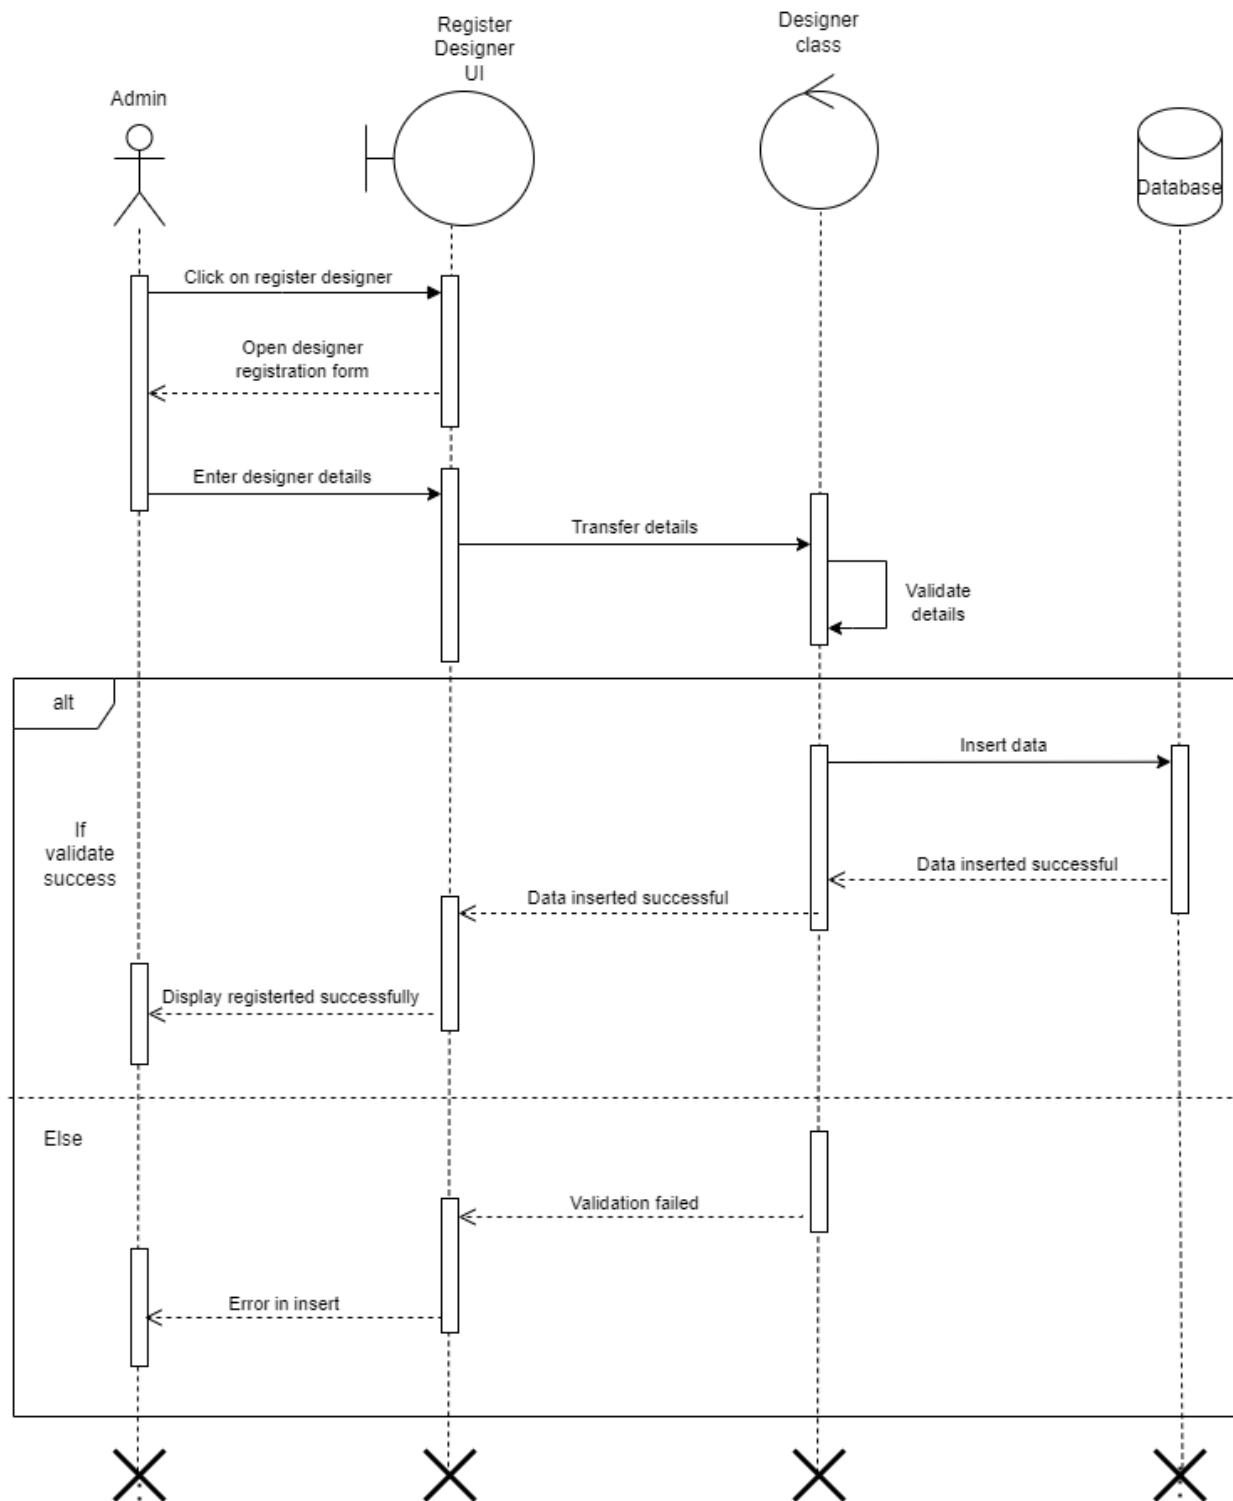 Register
Designer
UI
Designer
class
Admin
Database
Click on register designer
Open designer
registration form
Enter designer details
Transfer details
Validate
details
alt
Insert data
If
validate
success
Data inserted successful
Data inserted successful
Display registerted successfully
Else
Validation failed
Error in insert